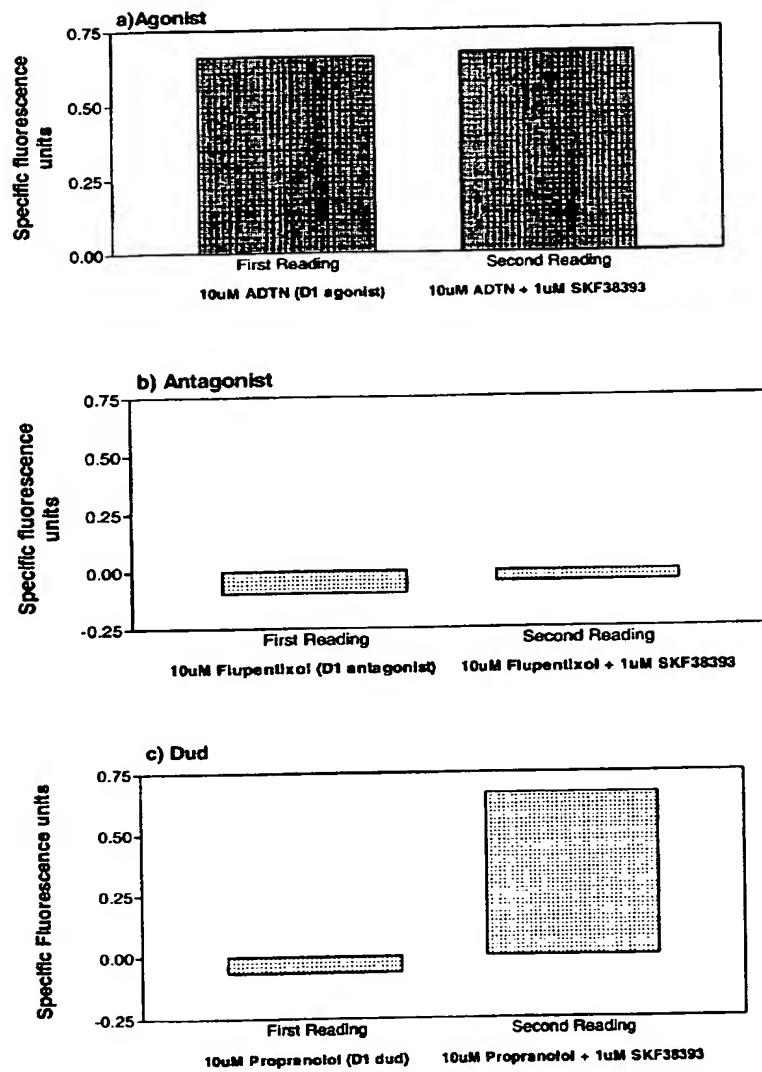 a)Agonist
Specific fluorescence
units
0.75
0.50
0.25
0.00
First Reading Second Reading
10uM ADTN (D1 agonist) 10uM ADTN + 1uM SKF38393
b) Antagonist
Specific fluorescence
units
0.75
0.50
0.25
0.00
-0.25
First Reading Second Reading
10uM Flupentixol (D1 antagonist) 10uM Flupentixol + 1uM SKF38393
c) Dud
Specific Fluorescence units
0.75
0.50
0.25
0.00
-0.25
First Reading Second Reading
10uM Propranolol (D1 dud) 10uM Propranolol + 1uM SKF38393